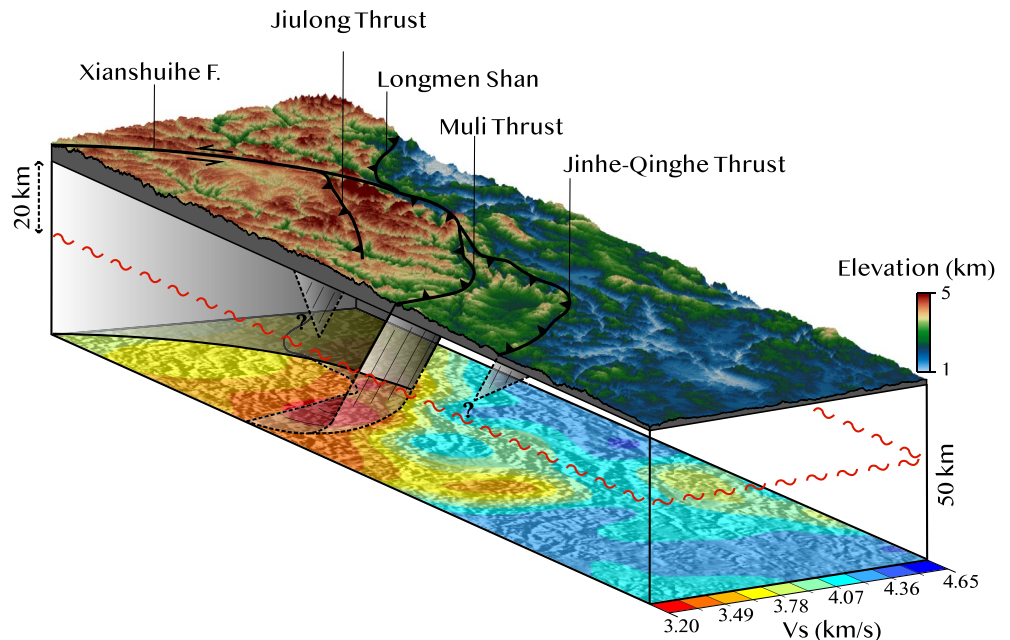 Jiulong Thrust
Xianshuihe F.
Longmen Shan
Muli Thrust
Jinhe-Qinghe Thrust
20 km
Elevation (km)
5
1
?
?
50 km
3.20
3.49
3.78
4.07
4.36
4.65
Vs (km/s)